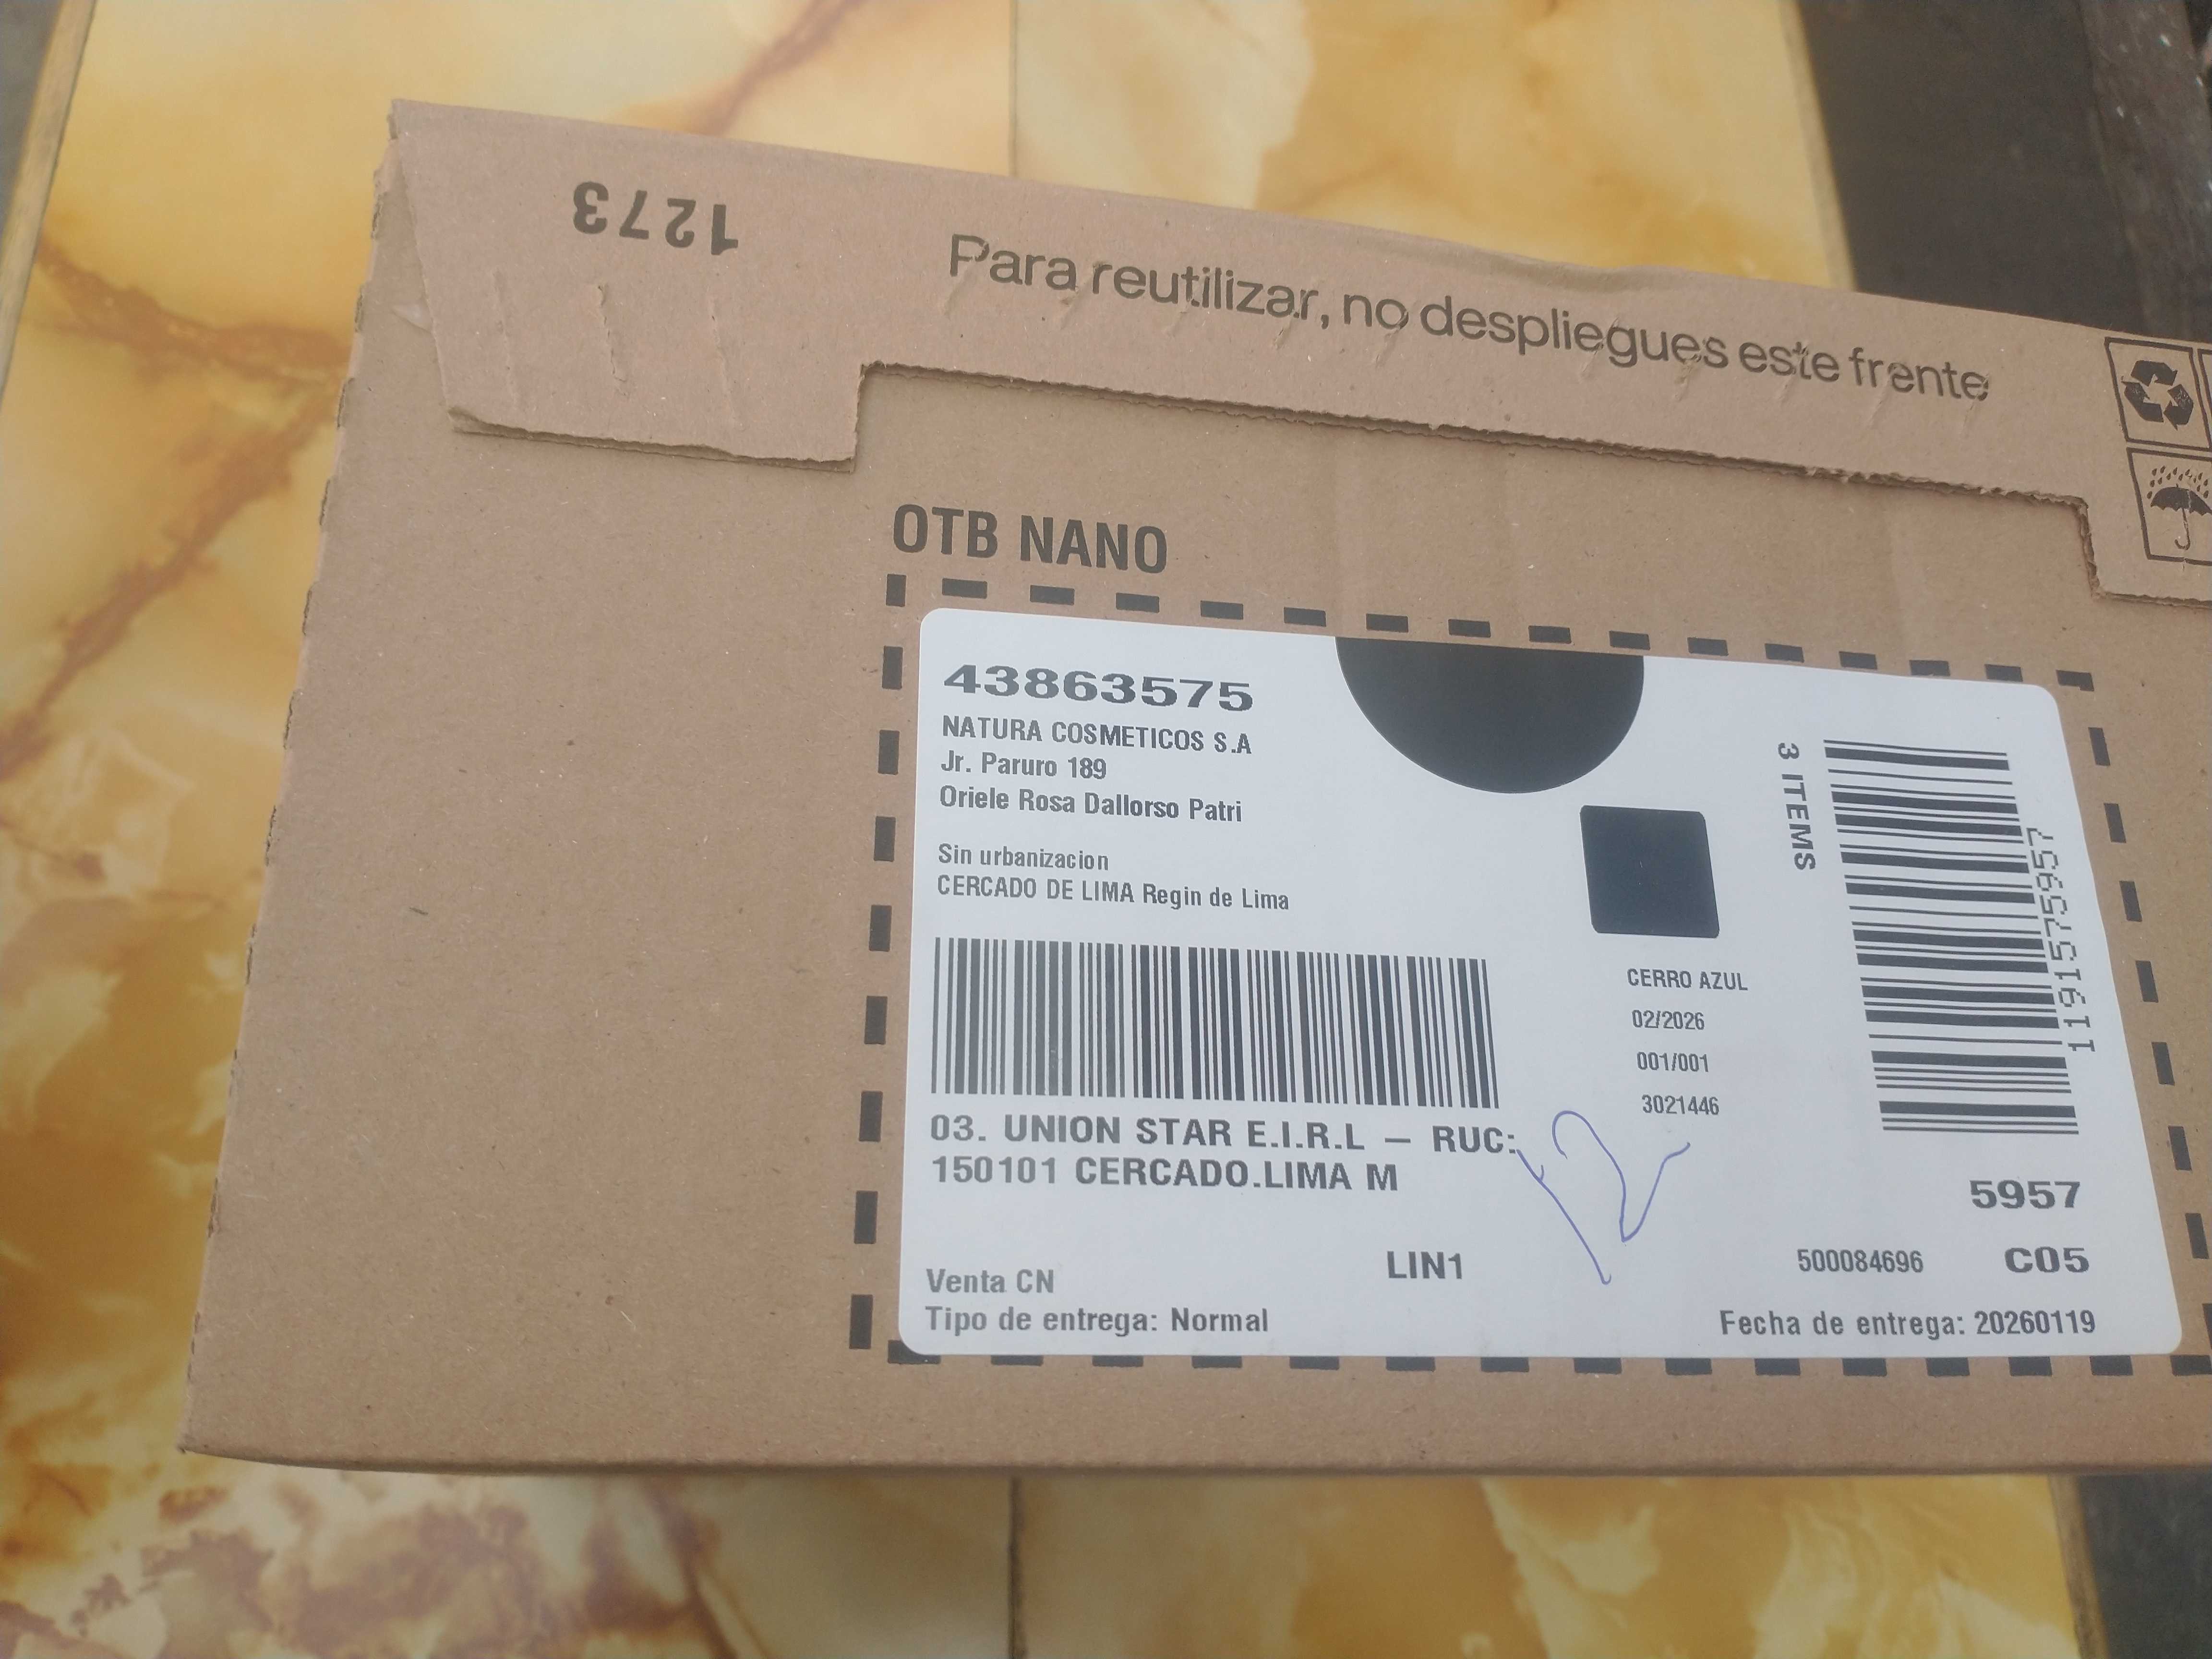 1273
Para reutilizar, no despliegues este frente
OTB NANO
43863575
NATURA COSMETICOS S.A
Jr. Paruro 189
Oriele Rosa Dallorso Patri
Sin urbanizacion
CERCADO DE LIMA Regin de Lima
3 ITEMS
1191575957
CERRO AZUL
02/2026
001/001
3021446
03. UNION STAR E.I.R.L – RUC:
150101 CERCADO.LIMA M
12
5957
LIN1
500084696
C05
Venta CN
Tipo de entrega: Normal
Fecha de entrega: 20260119